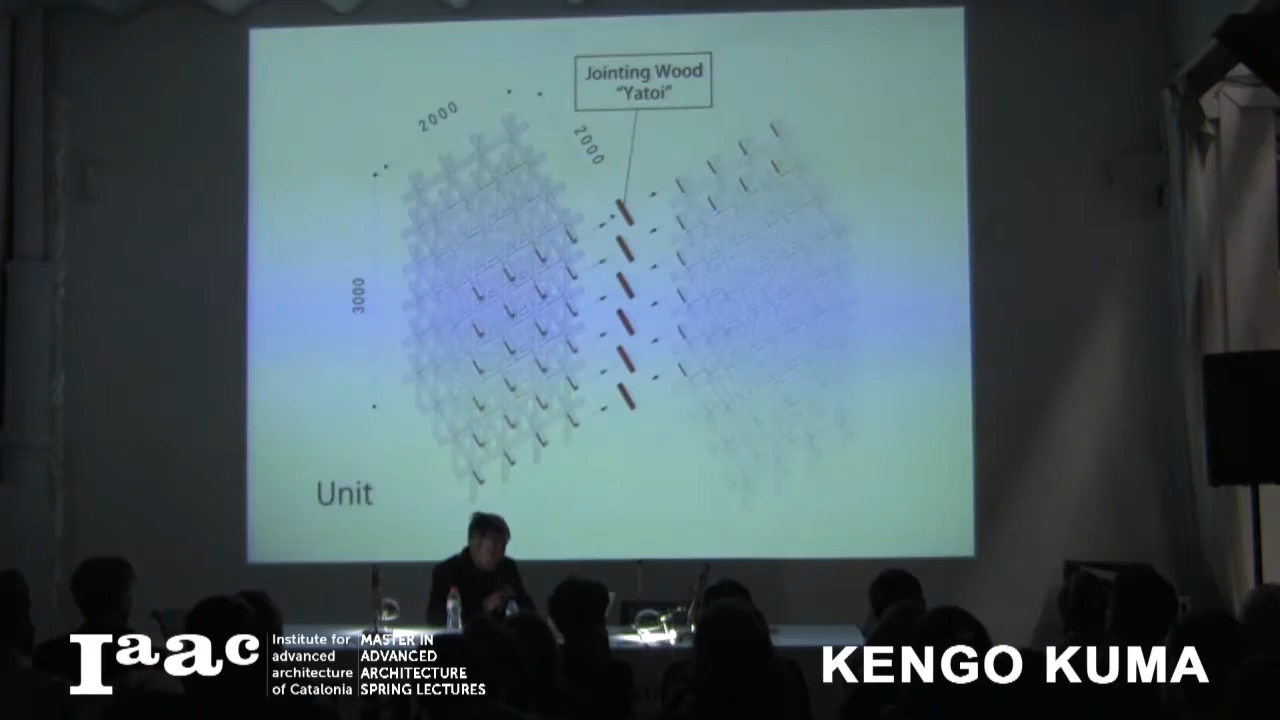 Jointing Wood
“Yatoi”
2000
2000
3000
Unit
Iaac
Institute for
advanced
architecture
of Catalonia
MASTER IN
ADVANCED
ARCHITECTURE
SPRING LECTURES
KENGO KUMA